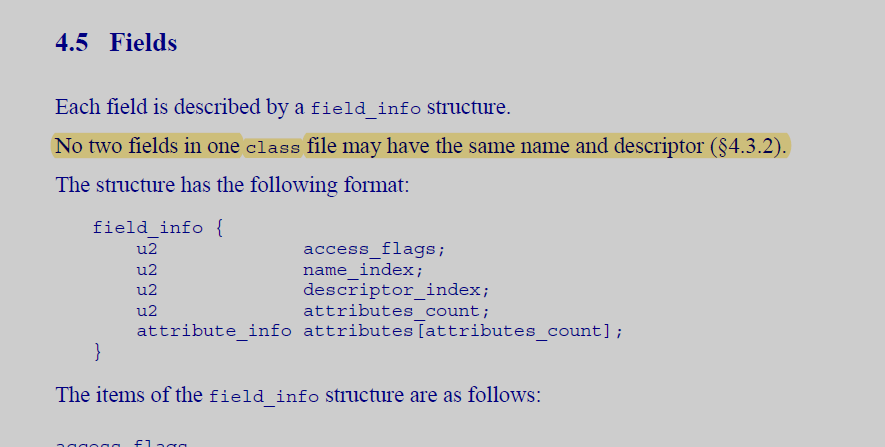 4.5 Fields
Each field is described by a field_info structure.
No two fields in one class file may have the same name and descriptor (§4.3.2).
The structure has the following format:
field_info {
u2 access_flags;
u2 name_index;
u2 descriptor_index;
u2 attributes_count;
attribute_info attributes[attributes_count];
}
The items of the field_info structure are as follows:
access_flags